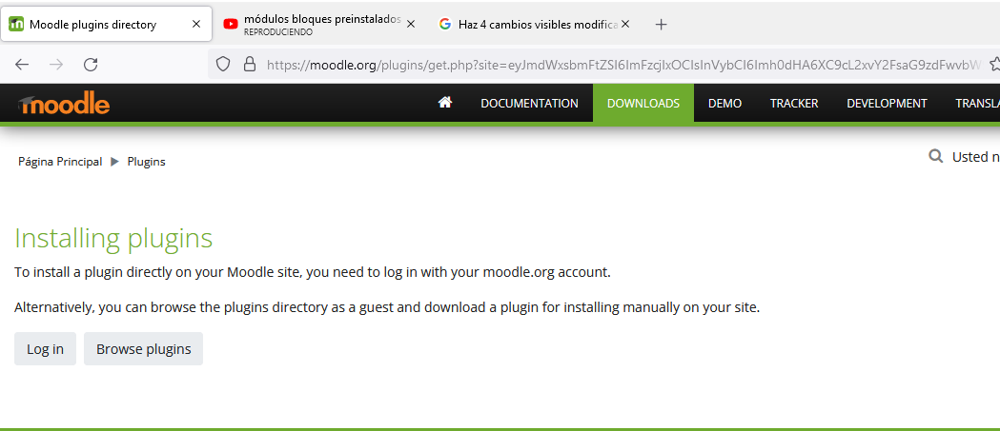 Moodle plugins directory
módulos bloques preinstalados
REPRODUCIENDO
Haz 4 cambios visibles modifica
https://moodle.org/plugins/get.php?site=
moodle
DOCUMENTATION
DOWNLOADS
DEMO
TRACKER
DEVELOPMENT
TRANSLA
Página Principal
Plugins
Usted n
Installing plugins
To install a plugin directly on your Moodle site, you need to log in with your moodle.org account.
Alternatively, you can browse the plugins directory as a guest and download a plugin for installing manually on your site.
Log in
Browse plugins